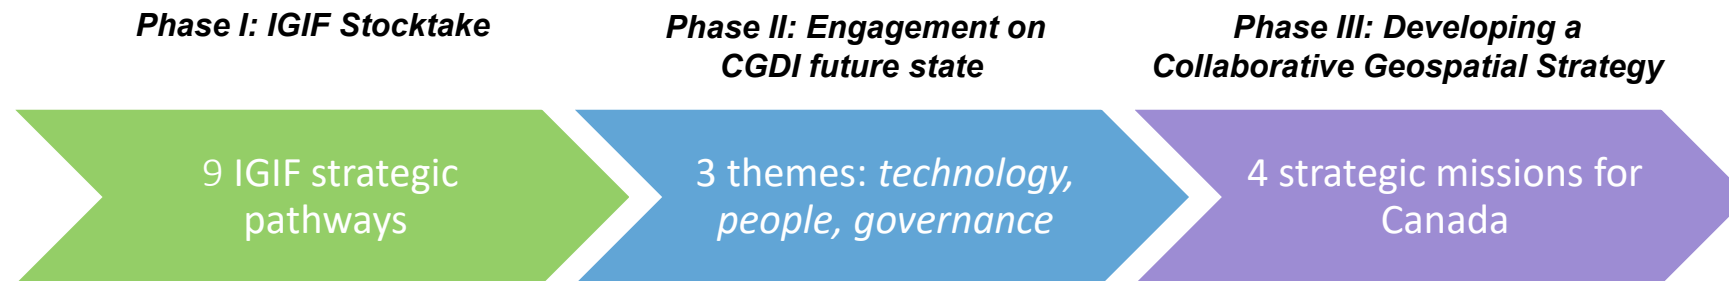 Phase I: IGIF Stocktake
Phase II: Engagement on
CGDI future state
Phase III: Developing a
Collaborative Geospatial Strategy
9 IGIF strategic
pathways
3 themes: technology,
people, governance
4 strategic missions for
Canada